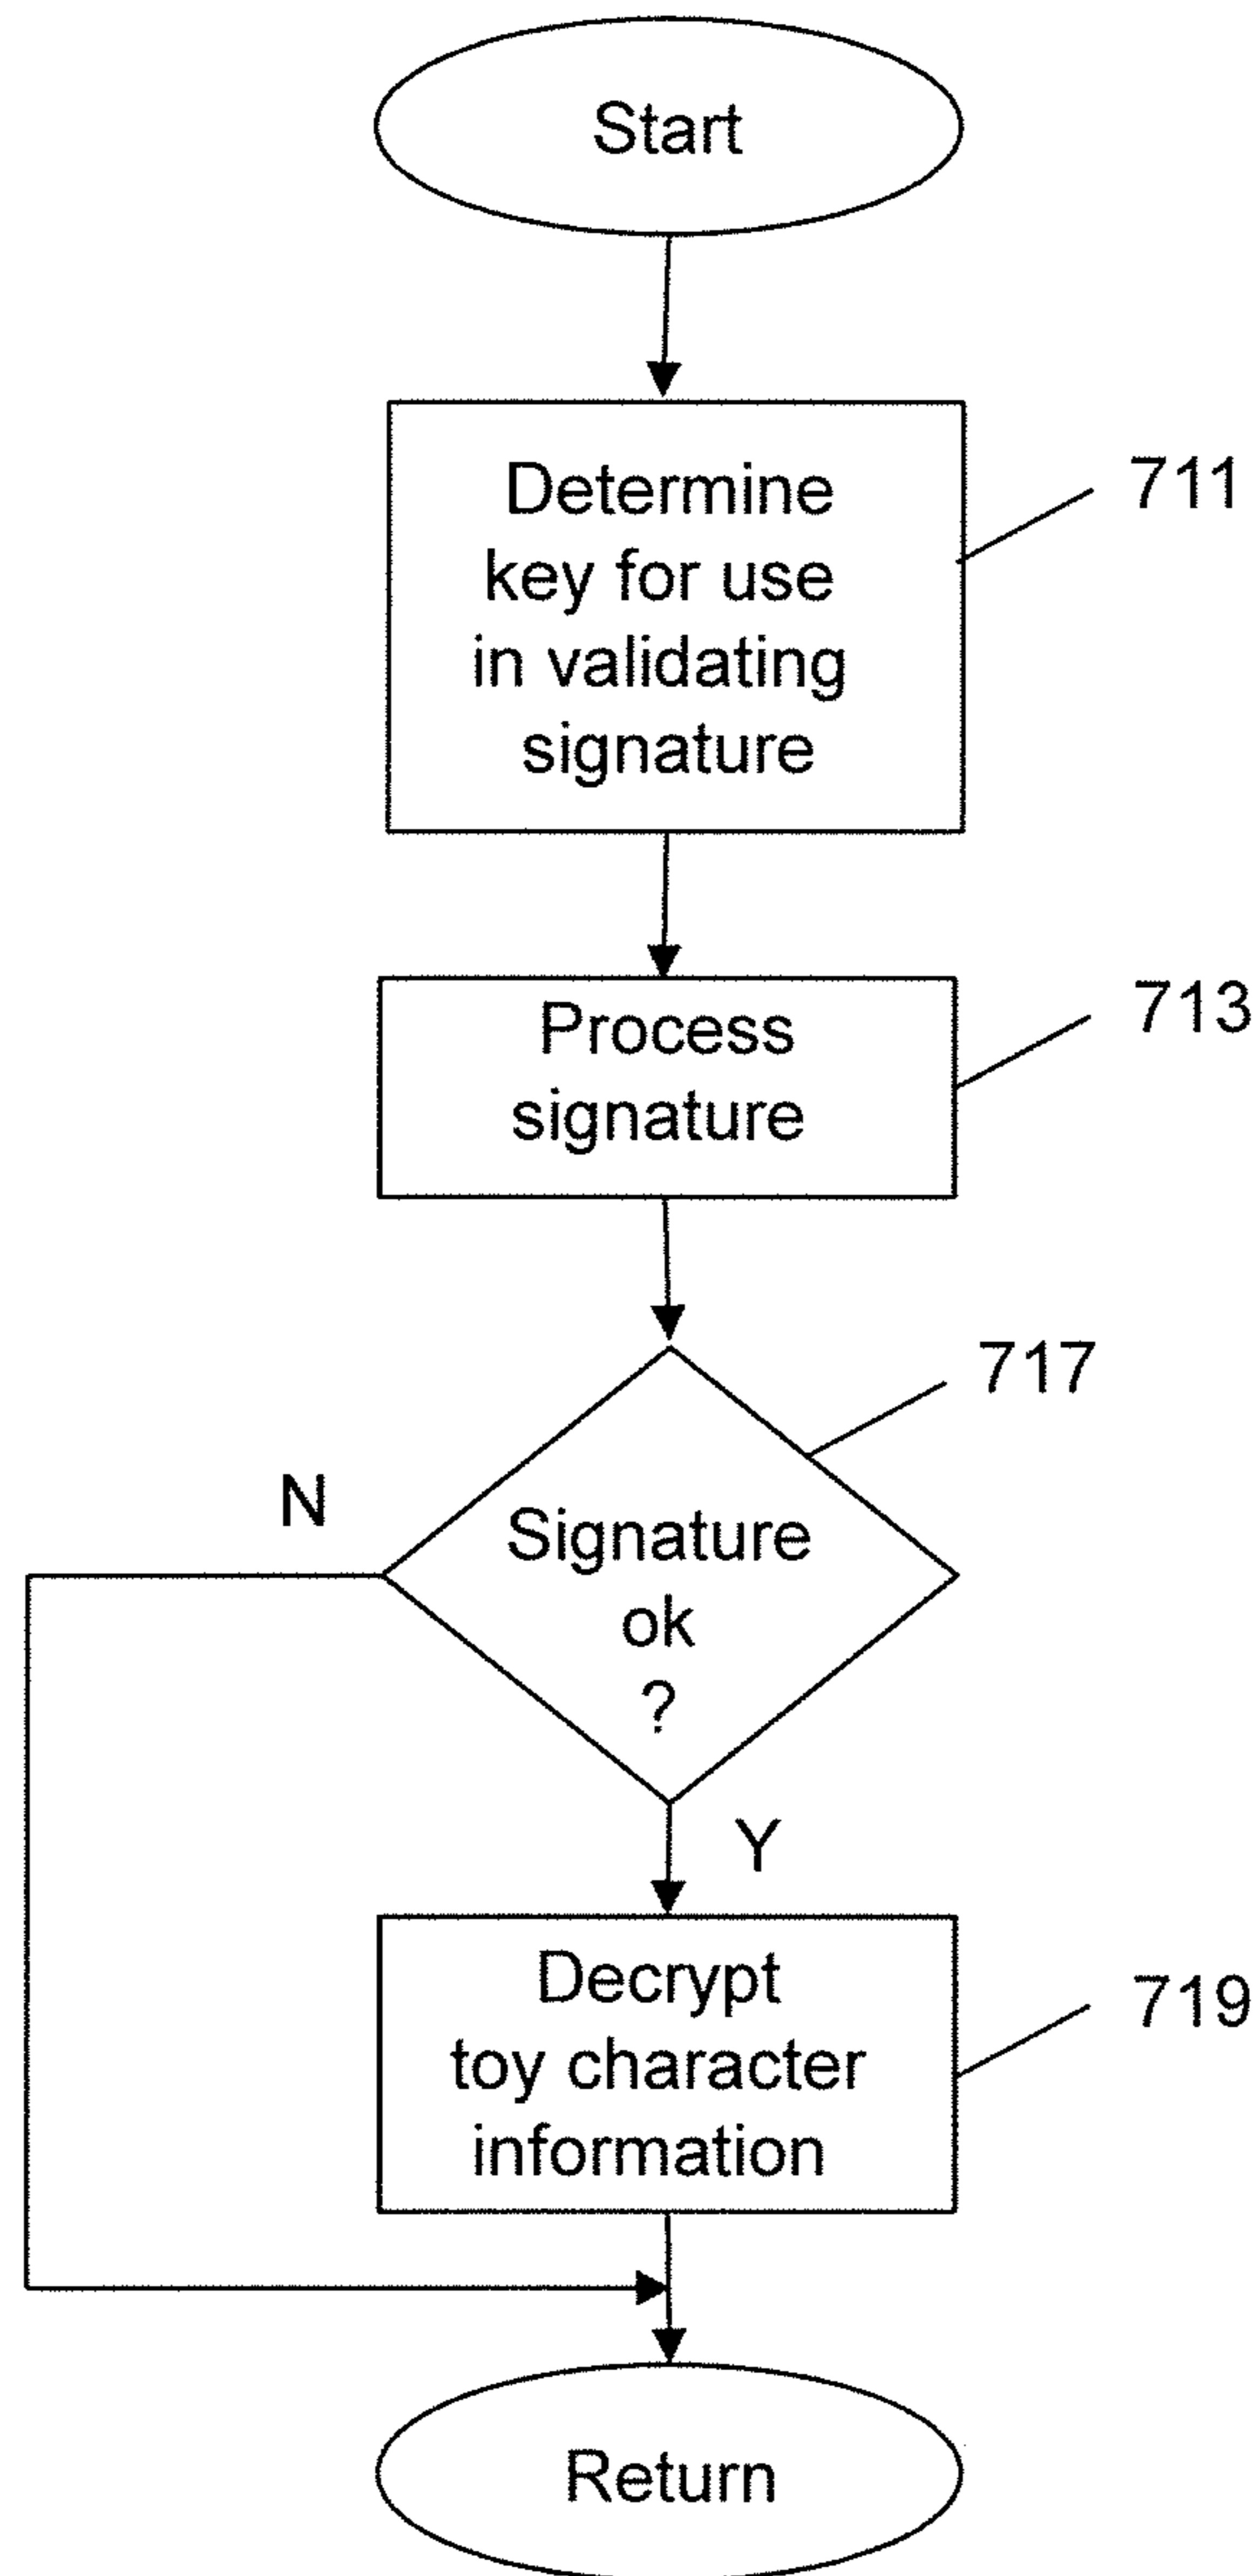 Start
Determine
key for use
in validating
signature
711
Process
signature
713
717
N
Signature
ok
?
Y
Decrypt
toy character
information
719
Return